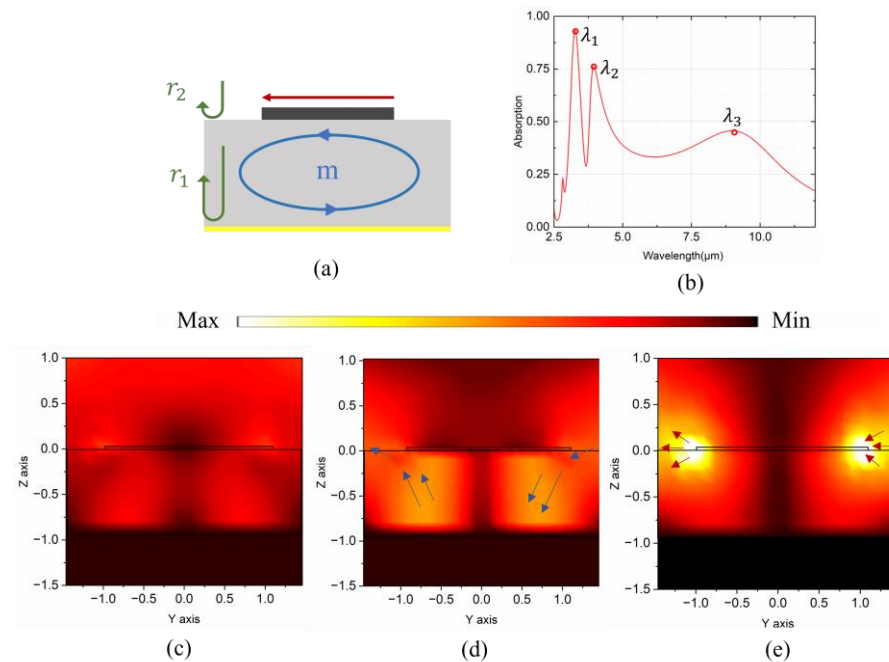 r₂
r₁
m
(a)
1.00
0.75
0.50
0.25
0.00
Absorption
λ₁
λ₂
λ₃
2.5 5.0 7.5 10.0
Wavelength(μm)
(b)
Max Min
1.0
0.5
0.0
−0.5
−1.0
−1.5
Z axis
−1.0 −0.5 0.0 0.5 1.0
Y axis
(c)
1.0
0.5
0.0
−0.5
−1.0
−1.5
Z axis
−1.0 −0.5 0.0 0.5 1.0
Y axis
(d)
1.0
0.5
0.0
−0.5
−1.0
−1.5
Z axis
−1.0 −0.5 0.0 0.5 1.0
Y axis
(e)